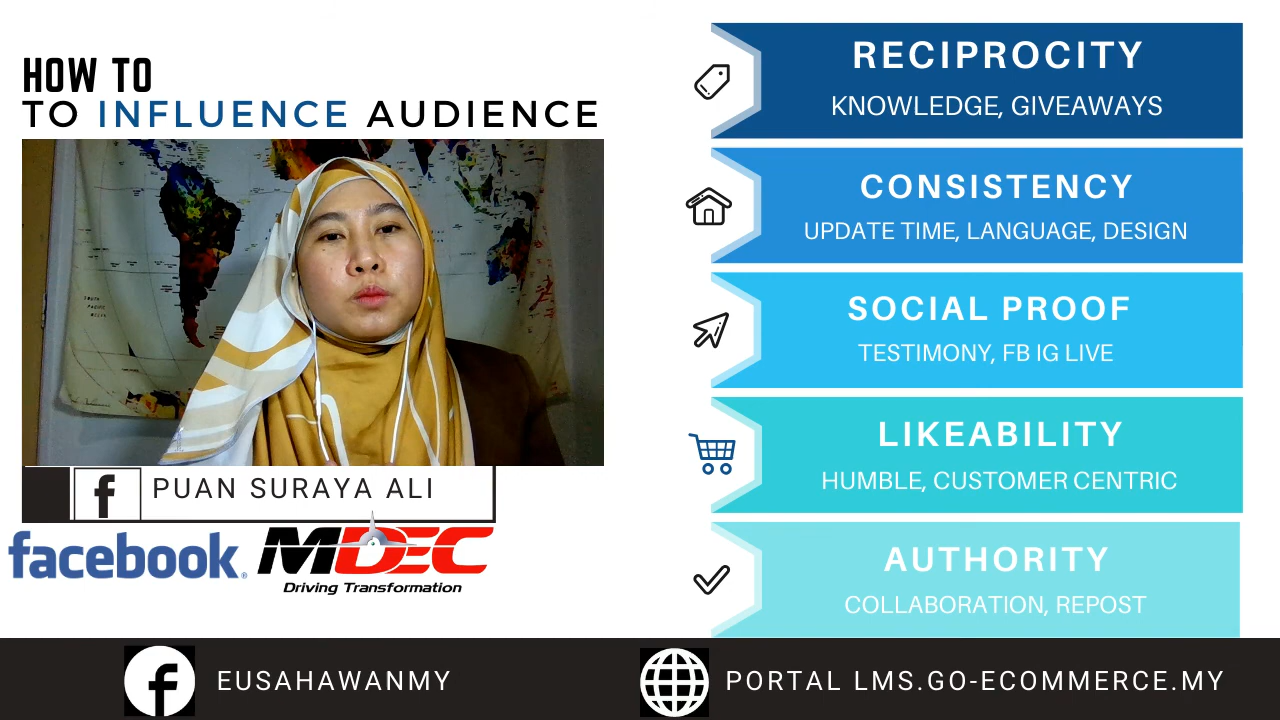 HOW TO
TO INFLUENCE AUDIENCE
SOUTH
PACIFIC
PUAN SURAYA ALI
facebook®
MDEC
Driving Transformation
RECIPROCITY
KNOWLEDGE, GIVEAWAYS
CONSISTENCY
UPDATE TIME, LANGUAGE, DESIGN
SOCIAL PROOF
TESTIMONY, FB IG LIVE
LIKEABILITY
HUMBLE, CUSTOMER CENTRIC
AUTHORITY
COLLABORATION, REPOST
EUSAHAWANMY
PORTAL LMS.GO-ECOMMERCE.MY